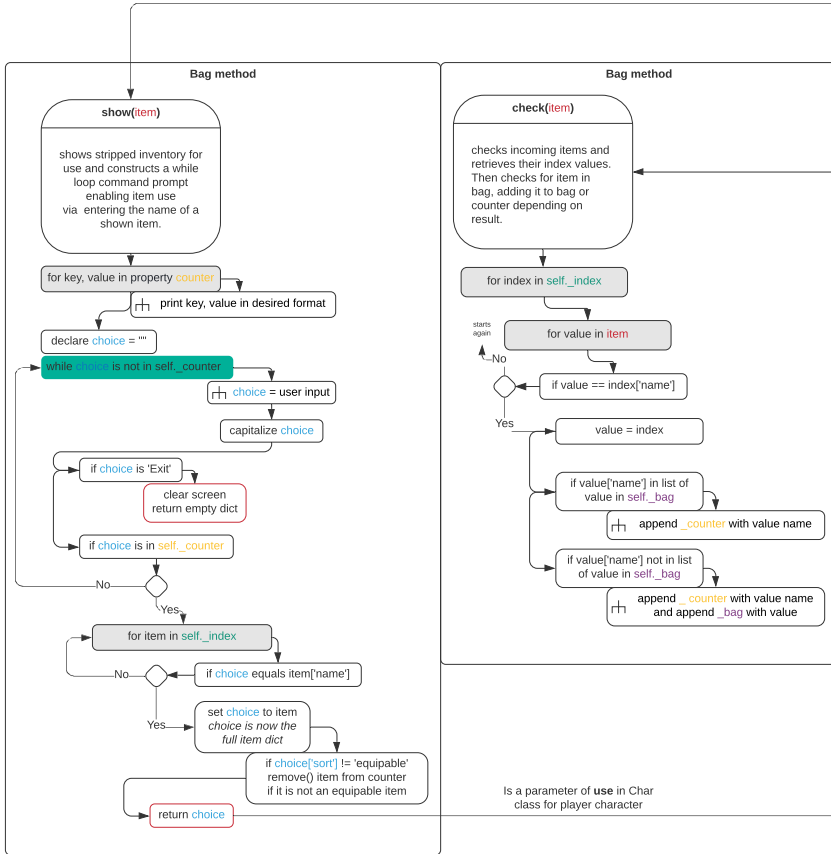 Bag method
show(item)
shows stripped inventory for
use and constructs a while
loop command prompt
enabling item use
via entering the name of a
shown item.
for key, value in property counter
print key, value in desired format
declare choice = ""
while choice is not in self._counter
choice = user input
capitalize choice
if choice is 'Exit'
clear screen
return empty dict
if choice is in self._counter
No
Yes
for item in self._index
if choice equals item['name']
No
Yes
set choice to item
choice is now the
full item dict
if choice['sort'] != 'equipable'
remove() item from counter
if it is not an equipable item
return choice
Bag method
check(item)
checks incoming items and
retrieves their index values.
Then checks for item in
bag, adding it to bag or
counter depending on
result.
for index in self._index
starts
again
for value in item
No
if value == index['name']
Yes
value = index
if value['name'] in list of
value in self._bag
append _counter with value name
if value['name'] not in list
of value in self._bag
append _counter with value name
and append _bag with value
Is a parameter of use in Char
class for player character